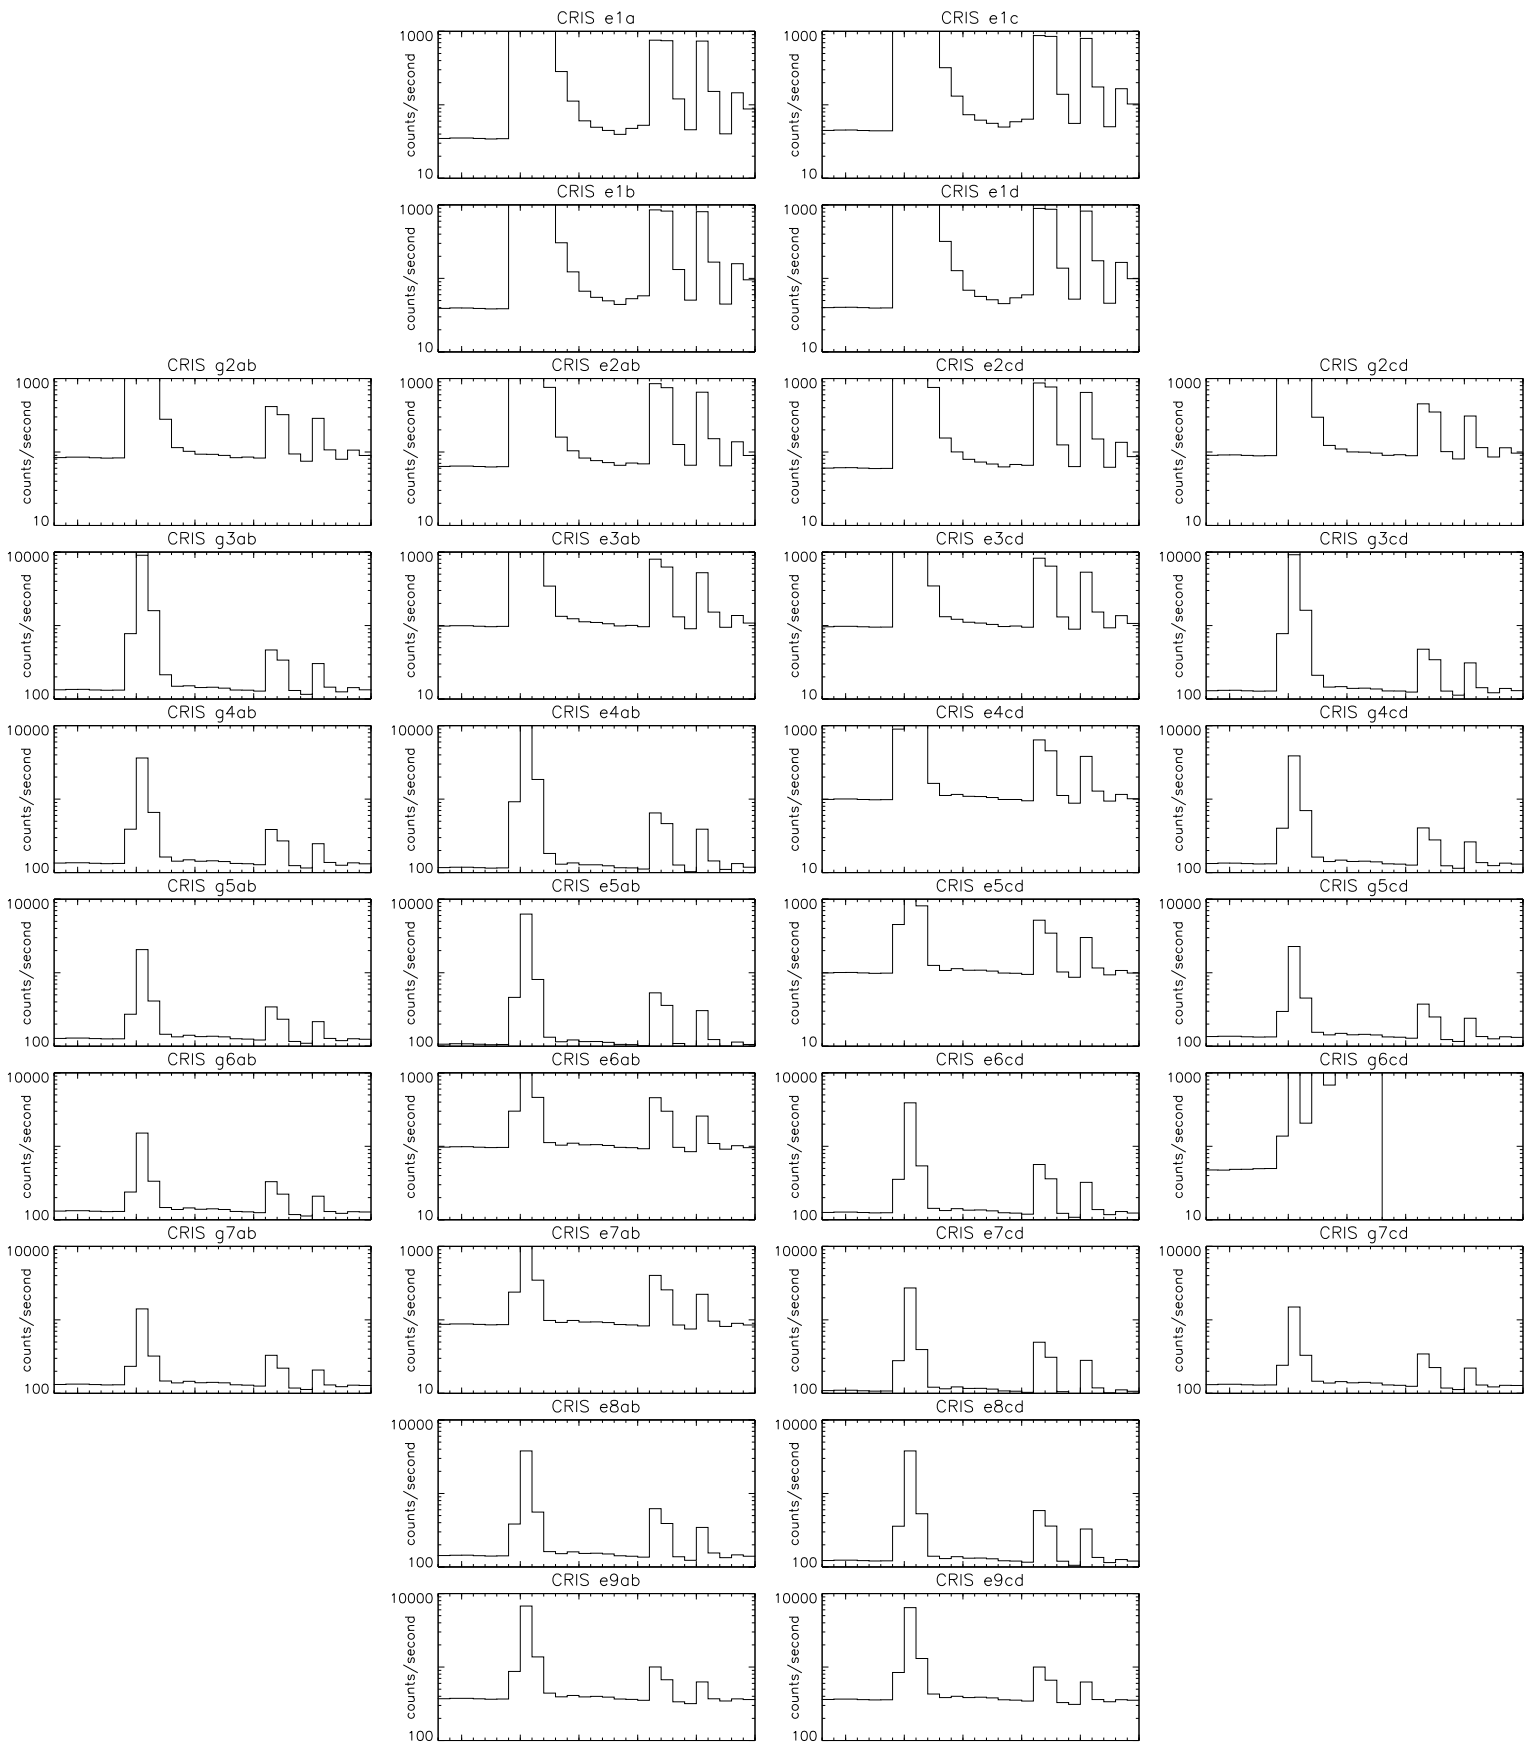 CRIS e1a CRIS e1c
1000 1000
counts/second counts/second
10 10
CRIS e1b CRIS e1d
1000 1000
counts/second counts/second
10 10
CRIS g2ab CRIS e2ab CRIS e2cd CRIS g2cd
1000 1000 1000 1000
counts/second counts/second counts/second counts/second
10 10 10 10
CRIS g3ab CRIS e3ab CRIS e3cd CRIS g3cd
10000 1000 1000 10000
counts/second counts/second counts/second counts/second
100 10 10 100
CRIS g4ab CRIS e4ab CRIS e4cd CRIS g4cd
10000 10000 1000 10000
counts/second counts/second counts/second counts/second
100 100 10 100
CRIS g5ab CRIS e5ab CRIS e5cd CRIS g5cd
10000 10000 1000 10000
counts/second counts/second counts/second counts/second
100 100 10 100
CRIS g6ab CRIS e6ab CRIS e6cd CRIS g6cd
10000 1000 10000 1000
counts/second counts/second counts/second counts/second
100 10 100 10
CRIS g7ab CRIS e7ab CRIS e7cd CRIS g7cd
10000 1000 10000 10000
counts/second counts/second counts/second counts/second
100 10 100 100
CRIS e8ab CRIS e8cd
10000 10000
counts/second counts/second
100 100
CRIS e9ab CRIS e9cd
10000 10000
counts/second counts/second
100 100